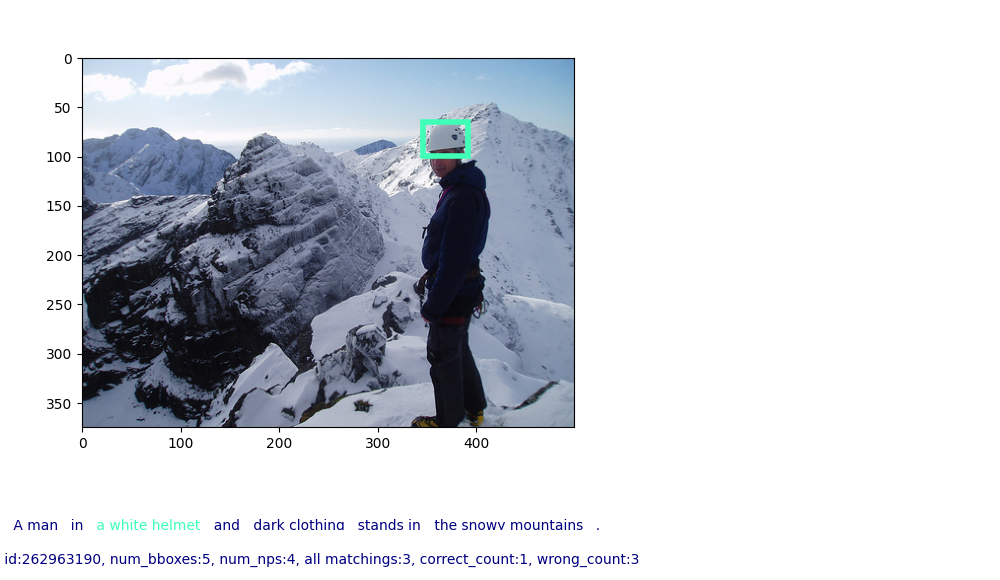 0
50
100
150
200
250
300
350
0 100 200 300 400
A man in a white helmet and dark clothing stands in the snowy mountains .
id:262963190, num_bboxes:5, num_nps:4, all matchings:3, correct_count:1, wrong_count:3